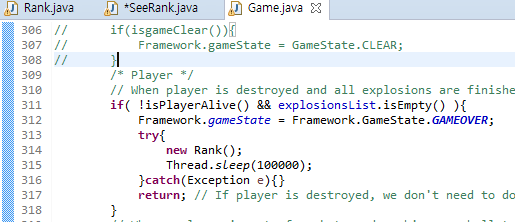 Rank.java *SeeRank.java Game.java
306 // if(isgameClear()){
307 // Framework.gameState = GameState.CLEAR;
308 // }
309 /* Player */
310 // When player is destroyed and all explosions are finishe
311 if( !isPlayerAlive() && explosionsList.isEmpty() ){
312 Framework.gameState = Framework.GameState.GAMEOVER;
313 try{
314 new Rank();
315 Thread.sleep(100000);
316 }catch(Exception e){}
317 return; // If player is destroyed, we don't need to do
318 }